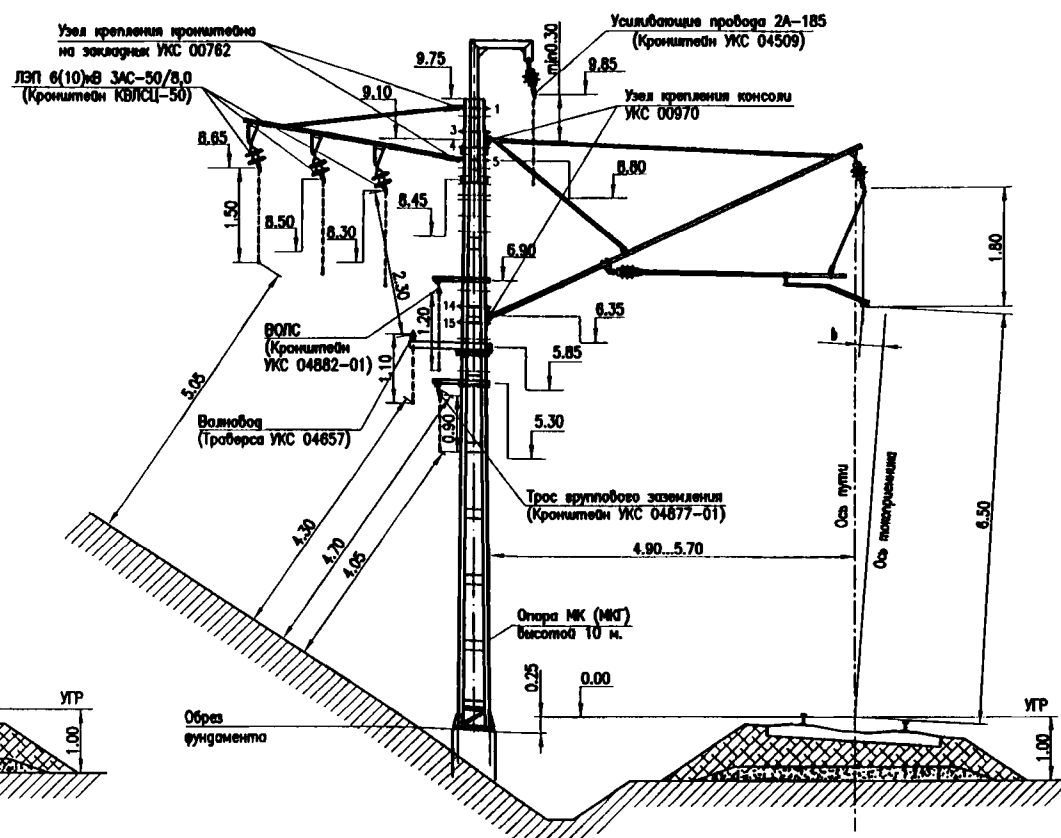 Узел крепления кронштейна
на закладных УКС 00762
ЛЭП 6(10)кВ 3АС-50/8,0
(Кронштейн КВЛСЦ-50)
Усиливающие провода 2А-185
(Кронштейн УКС 04509)
min0.30
9.75
9.85
9.10
Узел крепления консоли
УКС 00970
1
3
4
5
8.65
8.80
1.50
8.50
8.30
8.45
1.80
2.30
6.90
14
15
1.20
6.35
ВОЛС
(Кронштейн
УКС 04882-01)
b
5.05
1.10
5.85
Волновод
(Траверса УКС 04657)
0.90
5.30
Трос группового заземления
(Кронштейн УКС 04877-01)
Ось пути
Ось токоприемника
6.50
4.30
4.70
4.05
4.90...5.70
Опора МК (МКГ)
высотой 10 м.
0.25
0.00
УГР
1.00
Обрез
фундамента
УГР
1.00